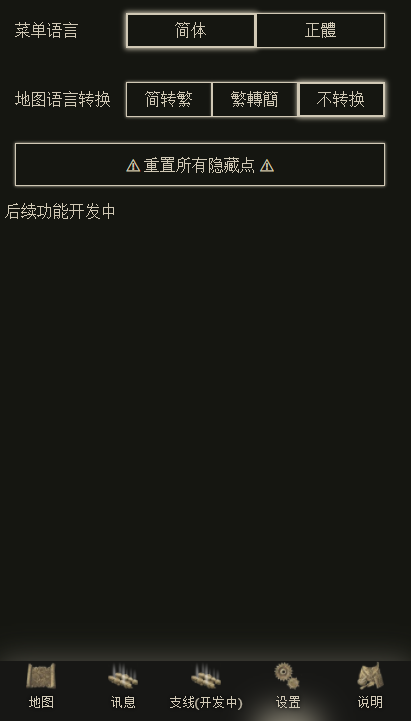 菜单语言 简体 正體
地图语言转换 简转繁 繁轉簡 不转换
⚠ 重置所有隐藏点 ⚠
后续功能开发中
地图 讯息 支线(开发中) 设置 说明